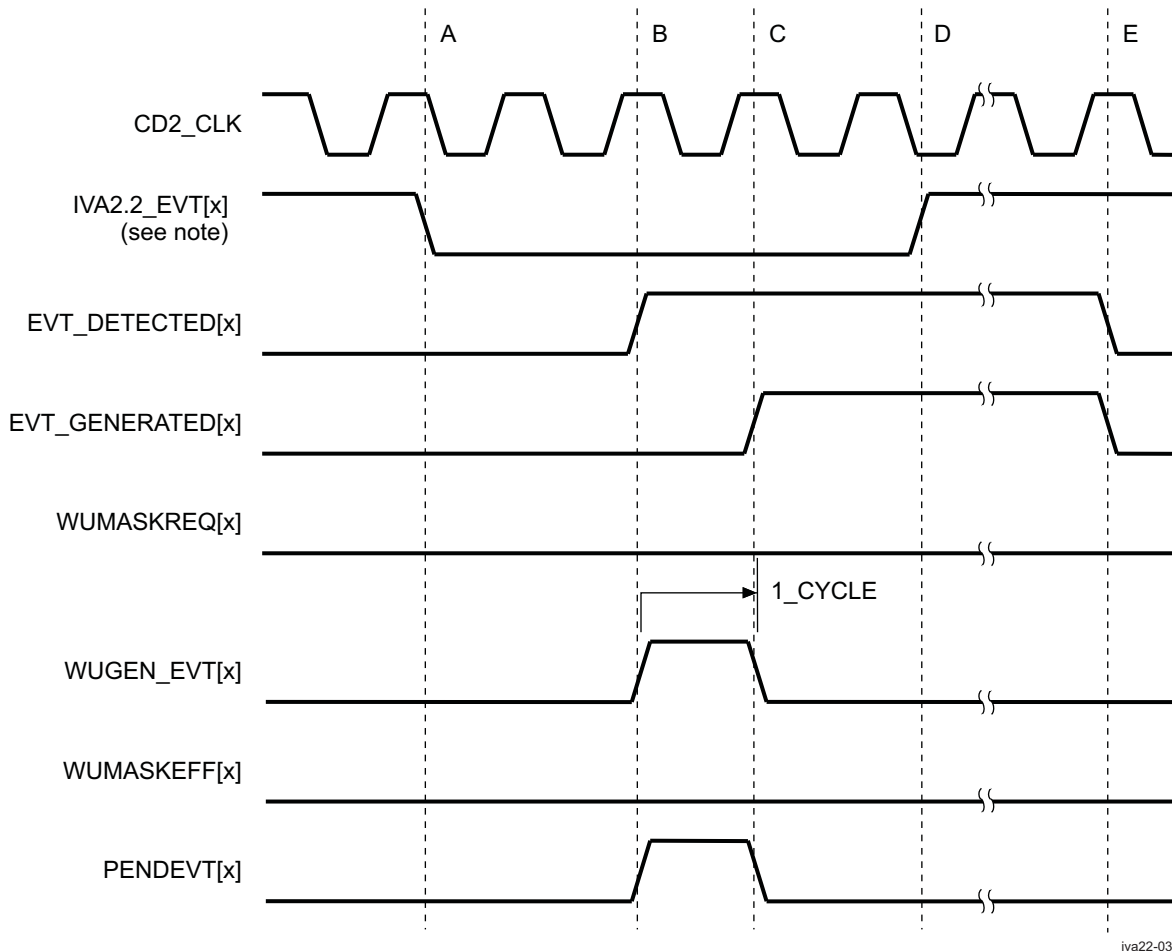 A
B
C
D
E
CD2_CLK
IVA2.2_EVT[x]
(see note)
EVT_DETECTED[x]
EVT_GENERATED[x]
WUMASKREQ[x]
1_CYCLE
WUGEN_EVT[x]
WUMASKEFF[x]
PENDEVT[x]
iva22-03